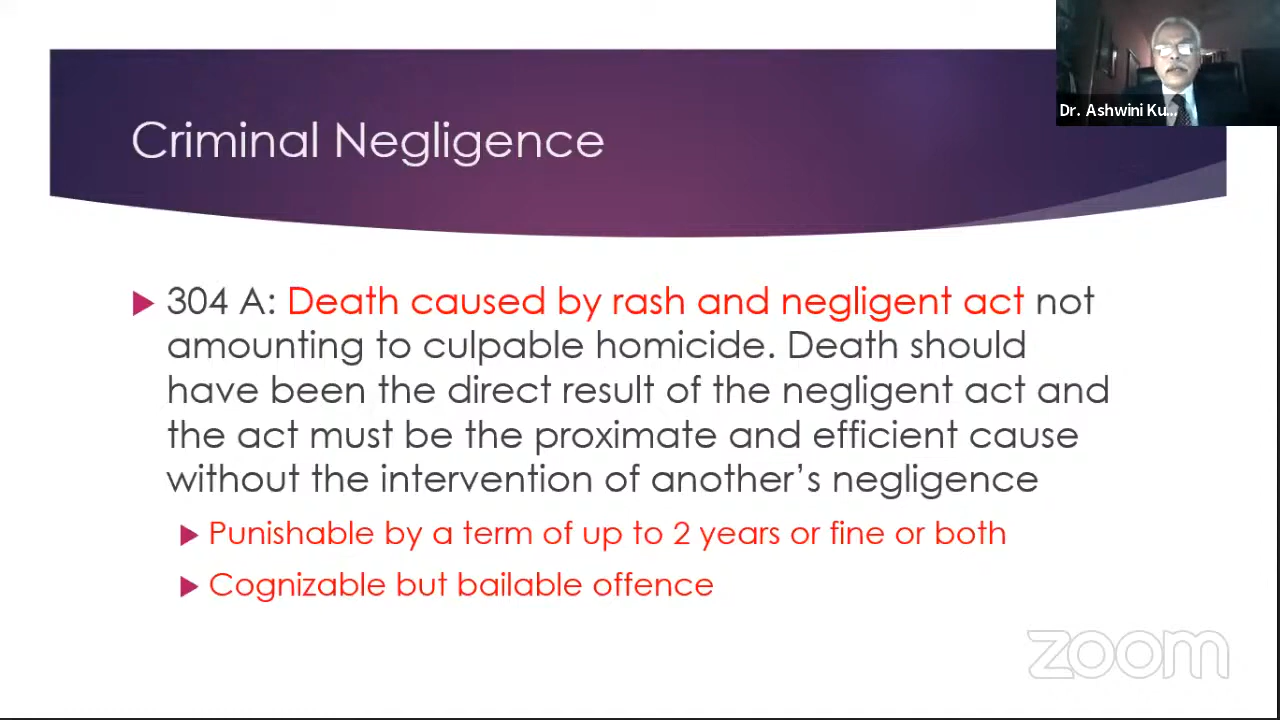 Dr. Ashwini Ku...
Criminal Negligence
304 A: Death caused by rash and negligent act not
amounting to culpable homicide. Death should
have been the direct result of the negligent act and
the act must be the proximate and efficient cause
without the intervention of another’s negligence
Punishable by a term of up to 2 years or fine or both
Cognizable but bailable offence
zoom